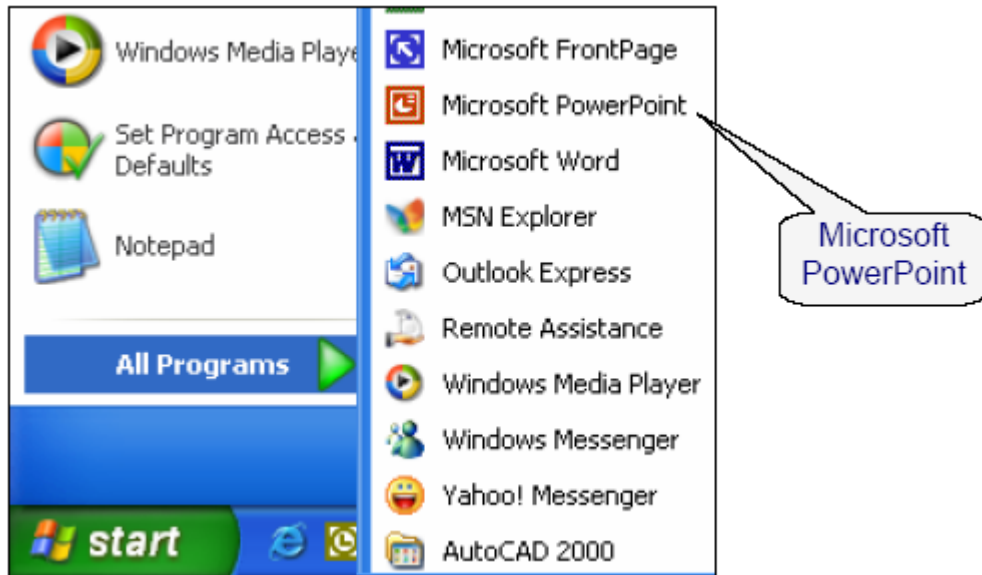 Windows Media Playe
Set Program Access
Defaults
Notepad
All Programs
start
Microsoft FrontPage
Microsoft PowerPoint
Microsoft Word
MSN Explorer
Outlook Express
Remote Assistance
Windows Media Player
Windows Messenger
Yahoo! Messenger
AutoCAD 2000
Microsoft
PowerPoint